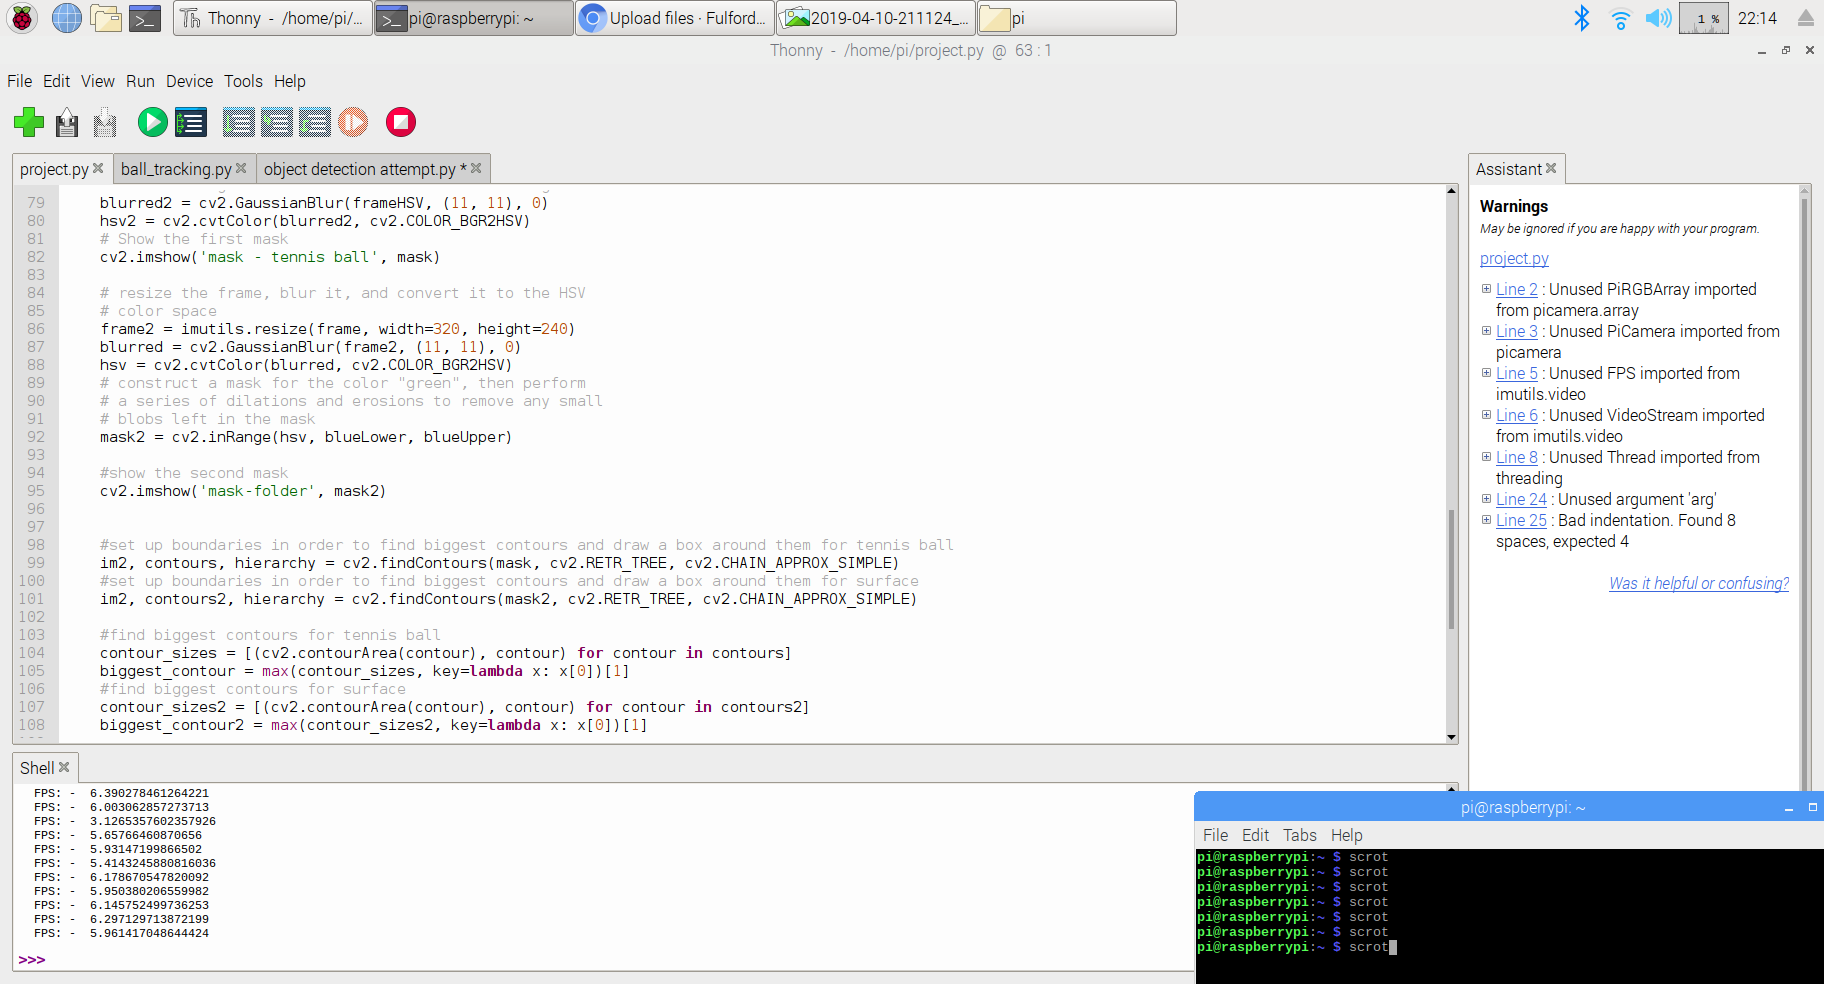 Thonny - /home/pi/...
pi@raspberrypi: ~
Upload files · Fulford...
2019-04-10-211124_...
pi
1 %
22:14
Thonny - /home/pi/project.py @ 63 : 1
File Edit View Run Device Tools Help
project.py
ball_tracking.py
object detection attempt.py *
79 blurred2 = cv2.GaussianBlur(frameHSV, (11, 11), 0)
80 hsv2 = cv2.cvtColor(blurred2, cv2.COLOR_BGR2HSV)
81 # Show the first mask
82 cv2.imshow('mask - tennis ball', mask)
83
84 # resize the frame, blur it, and convert it to the HSV
85 # color space
86 frame2 = imutils.resize(frame, width=320, height=240)
87 blurred = cv2.GaussianBlur(frame2, (11, 11), 0)
88 hsv = cv2.cvtColor(blurred, cv2.COLOR_BGR2HSV)
89 # construct a mask for the color "green", then perform
90 # a series of dilations and erosions to remove any small
91 # blobs left in the mask
92 mask2 = cv2.inRange(hsv, blueLower, blueUpper)
93
94 #show the second mask
95 cv2.imshow('mask-folder', mask2)
96
97
98 #set up boundaries in order to find biggest contours and draw a box around them for tennis ball
99 im2, contours, hierarchy = cv2.findContours(mask, cv2.RETR_TREE, cv2.CHAIN_APPROX_SIMPLE)
100 #set up boundaries in order to find biggest contours and draw a box around them for surface
101 im2, contours2, hierarchy = cv2.findContours(mask2, cv2.RETR_TREE, cv2.CHAIN_APPROX_SIMPLE)
102
103 #find biggest contours for tennis ball
104 contour_sizes = [(cv2.contourArea(contour), contour) for contour in contours]
105 biggest_contour = max(contour_sizes, key=lambda x: x[0])[1]
106 #find biggest contours for surface
107 contour_sizes2 = [(cv2.contourArea(contour), contour) for contour in contours2]
108 biggest_contour2 = max(contour_sizes2, key=lambda x: x[0])[1]
Assistant
Warnings
May be ignored if you are happy with your program.
project.py
Line 2 : Unused PiRGBArray imported
from picamera.array
Line 3 : Unused PiCamera imported from
picamera
Line 5 : Unused FPS imported from
imutils.video
Line 6 : Unused VideoStream imported
from imutils.video
Line 8 : Unused Thread imported from
threading
Line 24 : Unused argument 'arg'
Line 25 : Bad indentation. Found 8
spaces, expected 4
Was it helpful or confusing?
Shell
FPS: - 6.390278461264221
FPS: - 6.003062857273713
FPS: - 3.1265357602357926
FPS: - 5.65766460870656
FPS: - 5.93147199866502
FPS: - 5.4143245880816036
FPS: - 6.178670547820092
FPS: - 5.950380206559982
FPS: - 6.145752499736253
FPS: - 6.297129713872199
FPS: - 5.961417048644424
>>>
pi@raspberrypi: ~
File Edit Tabs Help
pi@raspberrypi:~ $ scrot
pi@raspberrypi:~ $ scrot
pi@raspberrypi:~ $ scrot
pi@raspberrypi:~ $ scrot
pi@raspberrypi:~ $ scrot
pi@raspberrypi:~ $ scrot
pi@raspberrypi:~ $ scrot